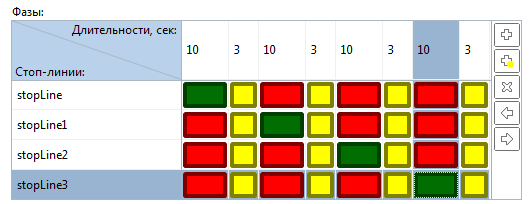 Фазы:
Длительности, сек:
10 3 10 3 10 3 10 3
Стоп-линии:
stopLine
stopLine1
stopLine2
stopLine3